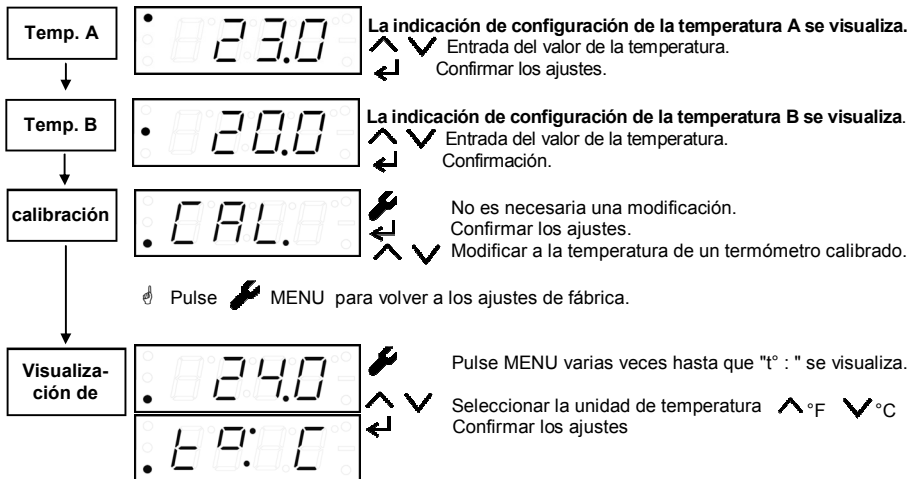 Temp. A
23.0
La indicación de configuración de la temperatura A se visualiza.
Entrada del valor de la temperatura.
Confirmar los ajustes.
Temp. B
20.0
La indicación de configuración de la temperatura B se visualiza.
Entrada del valor de la temperatura.
Confirmación.
calibración
CAL.
No es necesaria una modificación.
Confirmar los ajustes.
Modificar a la temperatura de un termómetro calibrado.
Pulse MENU para volver a los ajustes de fábrica.
Visualiza-
ción de
24.0
Pulse MENU varias veces hasta que "t° : " se visualiza.
Seleccionar la unidad de temperatura °F °C
Confirmar los ajustes
t°: C